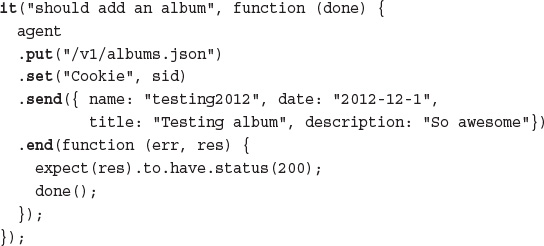 it("should add an album", function (done) {
  agent
  .put("/v1/albums.json")
  .set("Cookie", sid)
  .send({ name: "testing2012", date: "2012-12-1",
          title: "Testing album", description: "So awesome"})
  .end(function (err, res) {
    expect(res).to.have.status(200);
    done();
  });
});